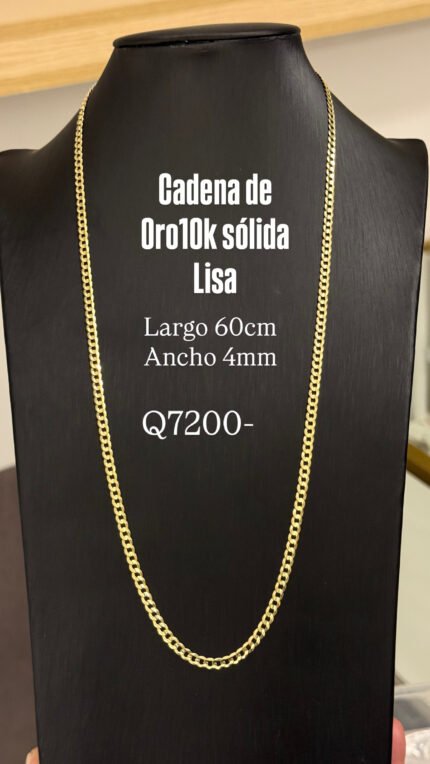 Cadena de
Oro10k sólida
Lisa
Largo 60cm
Ancho 4mm
Q7200-